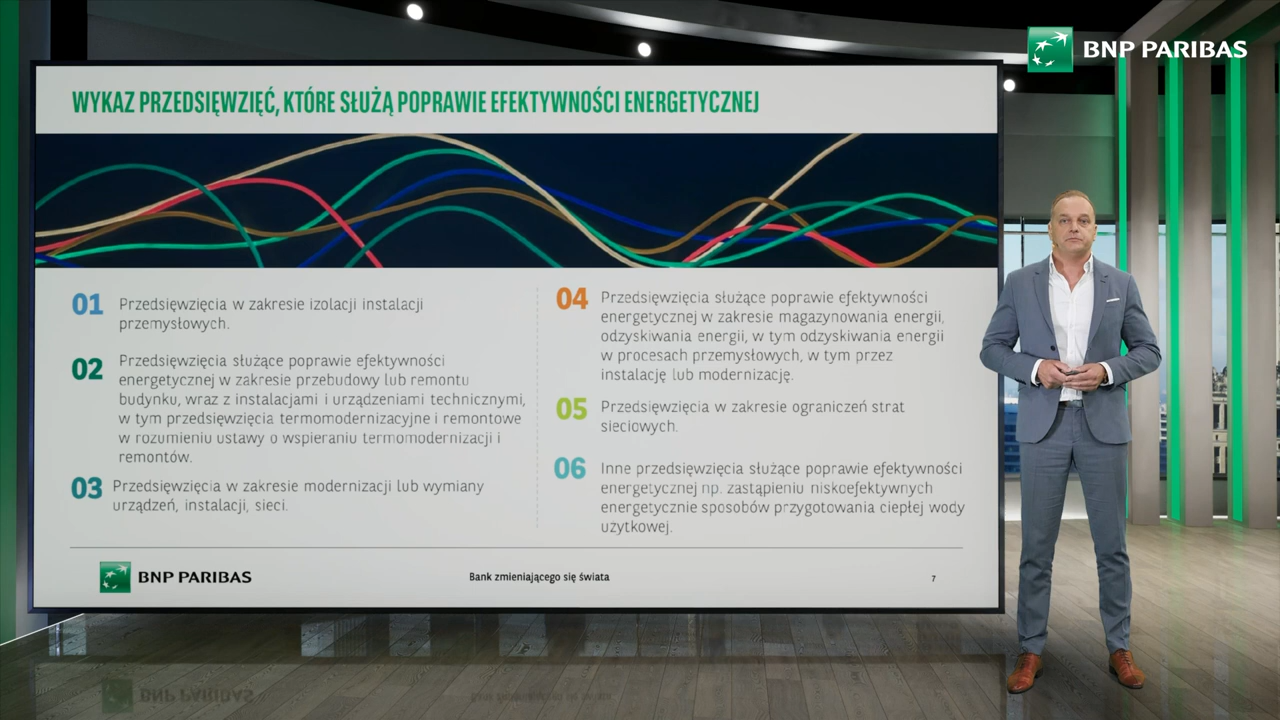 BNP PARIBAS
WYKAZ PRZEDSIĘWZIĘĆ, KTÓRE SŁUŻĄ POPRAWIE EFEKTYWNOŚCI ENERGETYCZNEJ
01
Przedsięwzięcia w zakresie izolacji instalacji
przemysłowych.
02
Przedsięwzięcia służące poprawie efektywności
energetycznej w zakresie przebudowy lub remontu
budynku, wraz z instalacjami i urządzeniami technicznymi,
w tym przedsięwzięcia termomodernizacyjne i remontowe
w rozumieniu ustawy o wspieraniu termomodernizacji i
remontów.
03
Przedsięwzięcia w zakresie modernizacji lub wymiany
urządzeń, instalacji, sieci.
04
Przedsięwzięcia służące poprawie efektywności
energetycznej w zakresie magazynowania energii,
odzyskiwania energii, w tym odzyskiwania energii
w procesach przemysłowych, w tym przez
instalację lub modernizację.
05
Przedsięwzięcia w zakresie ograniczeń strat
sieciowych.
06
Inne przedsięwzięcia służące poprawie efektywności
energetycznej np. zastąpieniu niskoefektywnych
energetycznie sposobów przygotowania ciepłej wody
użytkowej.
BNP PARIBAS
Bank zmieniającego się świata
7